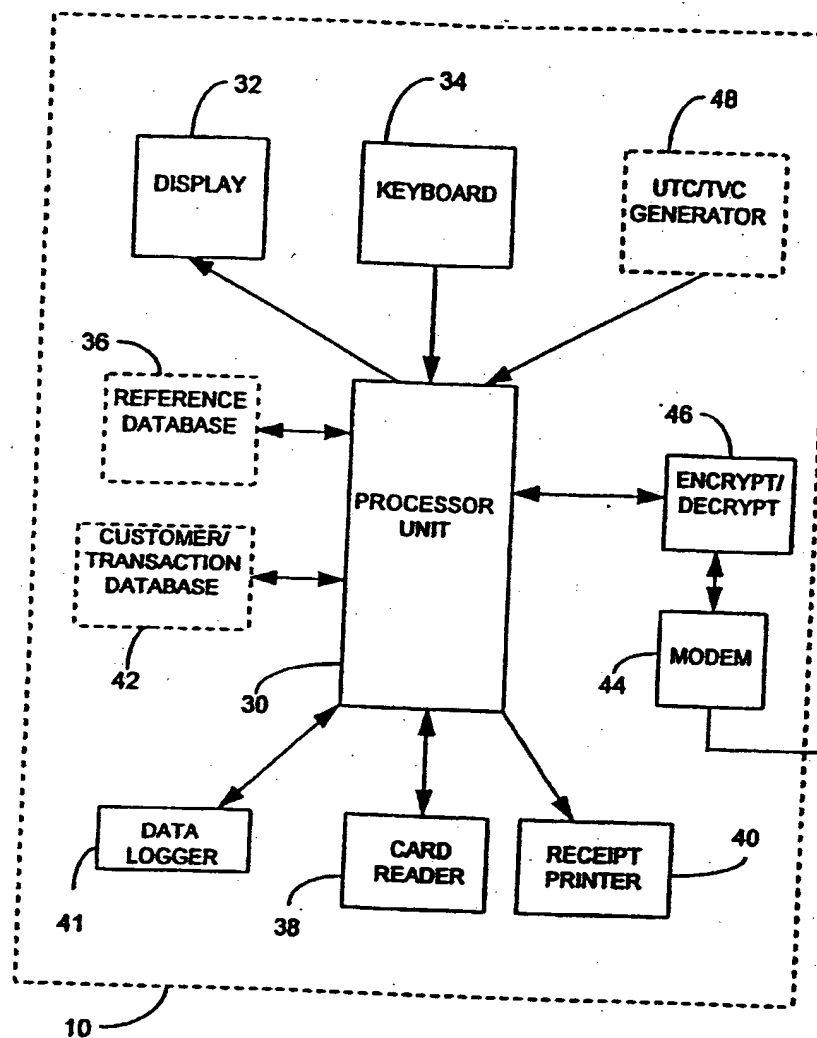 32
34
48
DISPLAY
KEYBOARD
UTC/TVC
GENERATOR
36
REFERENCE
DATABASE
46
PROCESSOR
UNIT
ENCRYPT/
DECRYPT
CUSTOMER/
TRANSACTION
DATABASE
42
30
44
MODEM
DATA
LOGGER
41
CARD
READER
38
RECEIPT
PRINTER
40
10